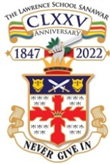 THE LAWRENCE SCHOOL SANAWAR
CLXXV
ANNIVERSARY
1847 2022
NEVER GIVE IN